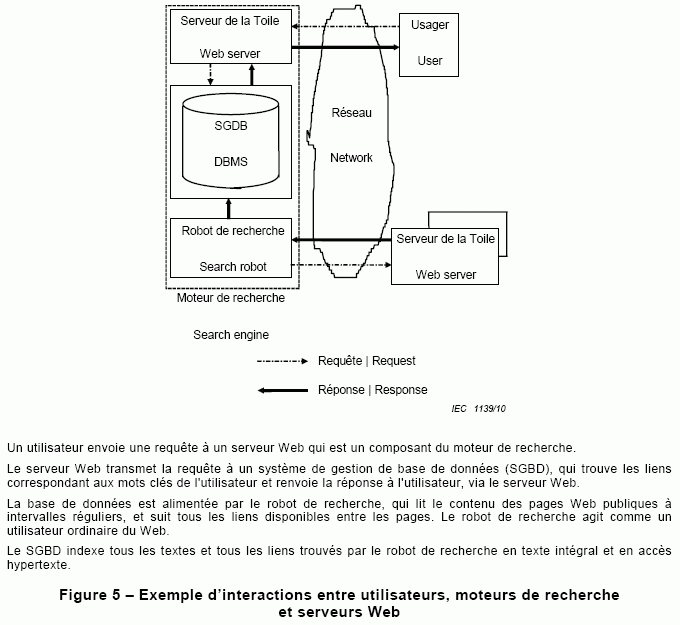 Serveur de la Toile
Web server
Usager
User
SGDB
DBMS
Réseau
Network
Robot de recherche
Search robot
Serveur de la Toile
Web server
Moteur de recherche
Search engine
Requête | Request
Réponse | Response
IEC 1139/10
Un utilisateur envoie une requête à un serveur Web qui est un composant du moteur de recherche.
Le serveur Web transmet la requête à un système de gestion de base de données (SGBD), qui trouve les liens
correspondant aux mots clés de l'utilisateur et renvoie la réponse à l'utilisateur, via le serveur Web.
La base de données est alimentée par le robot de recherche, qui lit le contenu des pages Web publiques à
intervalles réguliers, et suit tous les liens disponibles entre les pages. Le robot de recherche agit comme un
utilisateur ordinaire du Web.
Le SGBD indexe tous les textes et tous les liens trouvés par le robot de recherche en texte intégral et en accès
hypertexte.
Figure 5 – Exemple d'interactions entre utilisateurs, moteurs de recherche
et serveurs Web